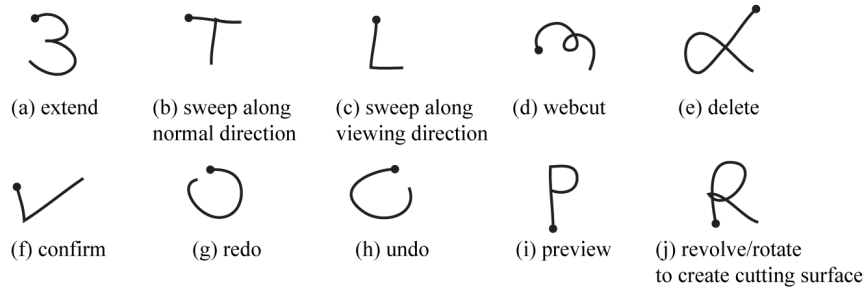 (a) extend
(b) sweep along
normal direction
(c) sweep along
viewing direction
(d) webcut
(e) delete
(f) confirm
(g) redo
(h) undo
(i) preview
(j) revolve/rotate
to create cutting surface